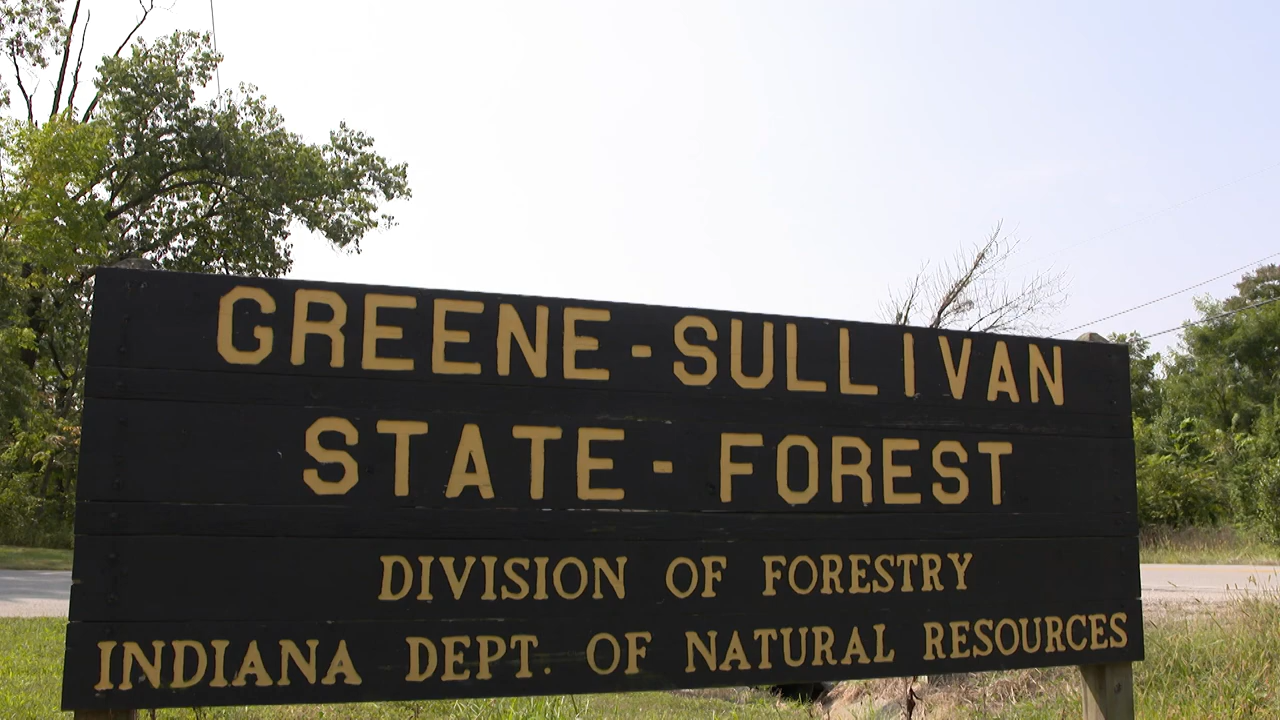 GREENE-SULLIVAN
STATE-FOREST
DIVISION OF FORESTRY
INDIANA DEPT. OF NATURAL RESOURCES